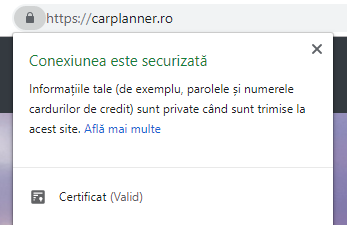 https://carplanner.ro
Conexiunea este securizată
Informațiile tale (de exemplu, parolele și numerele
cardurilor de credit) sunt private când sunt trimise la
acest site. Află mai multe
Certificat (Valid)